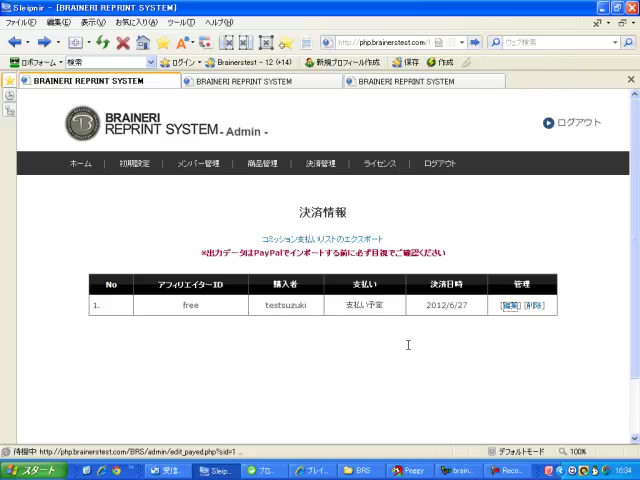 Sleipnir - [BRAINERI REPRINT SYSTEM]
ファイル(F) 編集(E) 表示(V) お気に入り(A) ツール(T) ヘルプ(H)
http://php.brainerstest.com/ ウェブ検索
ロボフォーム 検索 ログイン Brainerstest - 12 (+14) 新規プロフィール作成 保存 作成
BRAINERI REPRINT SYSTEM BRAINERI REPRINT SYSTEM BRAINERI REPRINT SYSTEM
BRAINERI
REPRINT SYSTEM - Admin -
ログアウト
ホーム | 初期設定 | メンバー管理 | 商品管理 | 決済管理 | ライセンス | ログアウト
決済情報
コミッション支払いリストのエクスポート
※出力データはPayPalでインポートする前に必ず目視でご確認ください
No アフィリエイターID 購入者 支払い 決済日時 管理
1. free testsuzuki 支払い予定 2012/6/27 [編集] [削除]
待機中: http://php.brainerstest.com/BRS/admin/edit_payed.php?sid=1 ... デフォルトモード 100%
スタート 受信... Sleip... ブロ... ブレイ... BRS Peggy brain... Reco... 16:34